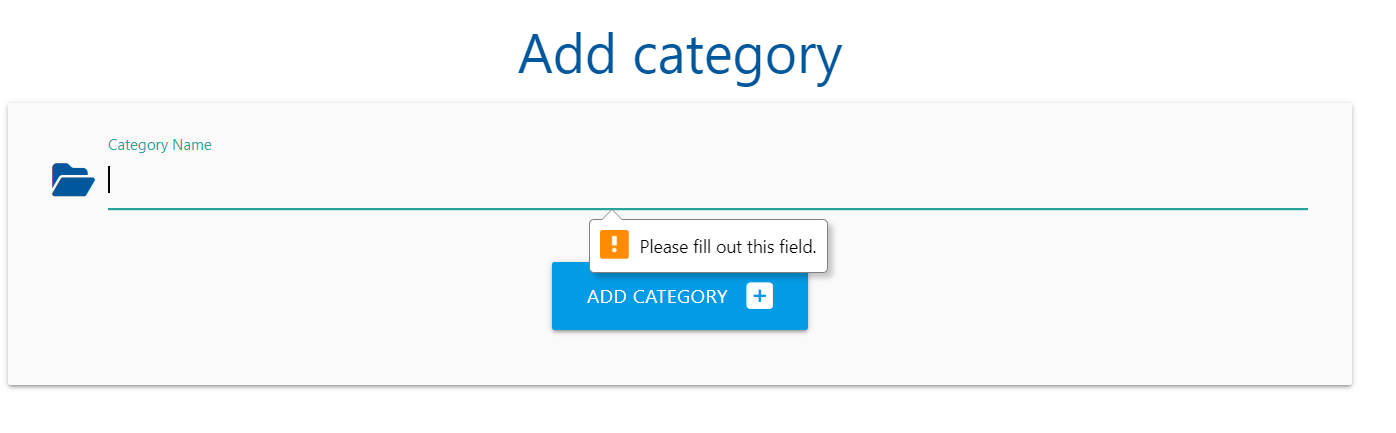 Add category
Category Name
Please fill out this field.
ADD CATEGORY